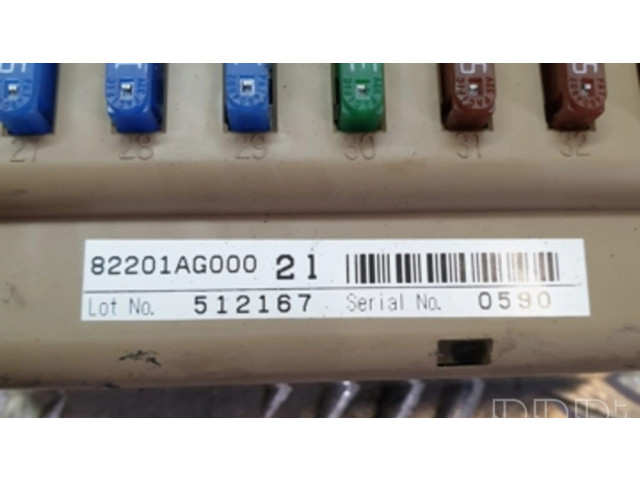 27 28 29 30 31 32
82201AG000 21
Lot No. 512167 Serial No. 0590